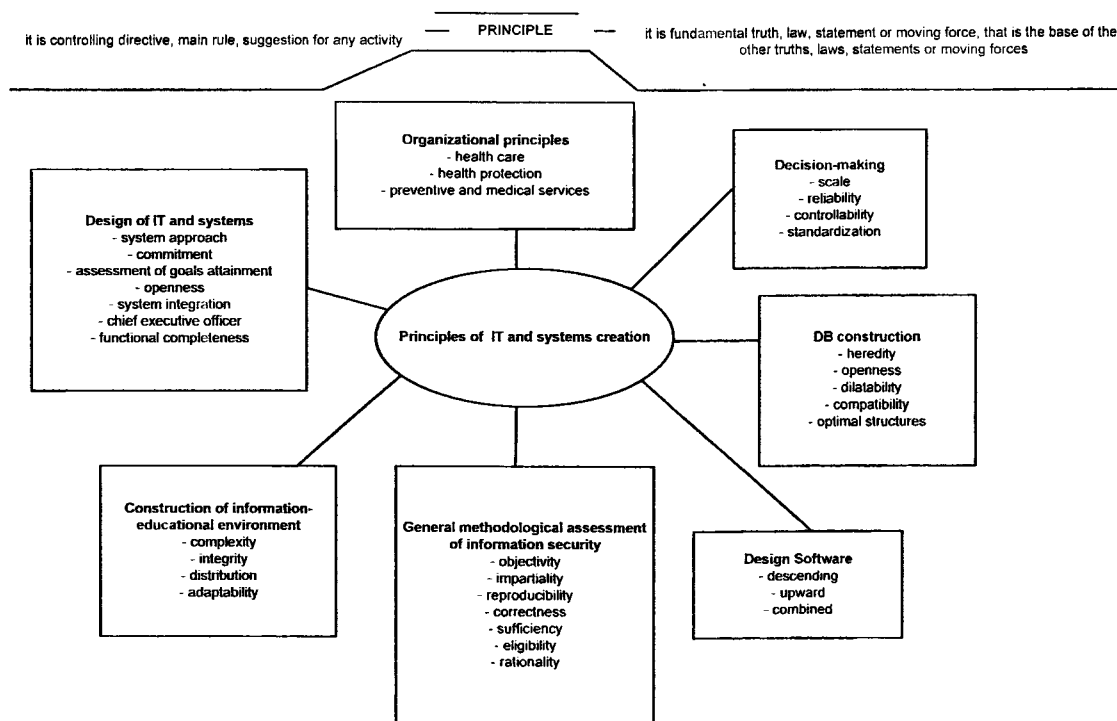 PRINCIPLE
it is controlling directive, main rule, suggestion for any activity
it is fundamental truth, law, statement or moving force, that is the base of the
other truths, laws, statements or moving forces
Organizational principles
- health care
- health protection
- preventive and medical services
Decision-making
- scale
- reliability
- controllability
- standardization
Design of IT and systems
- system approach
- commitment
- assessment of goals attainment
- openness
- system integration
- chief executive officer
- functional completeness
Principles of IT and systems creation
DB construction
- heredity
- openness
- dilatability
- compatibility
- optimal structures
Construction of information-
educational environment
- complexity
- integrity
- distribution
- adaptability
General methodological assessment
of information security
- objectivity
- impartiality
- reproducibility
- correctness
- sufficiency
- eligibility
- rationality
Design Software
- descending
- upward
- combined